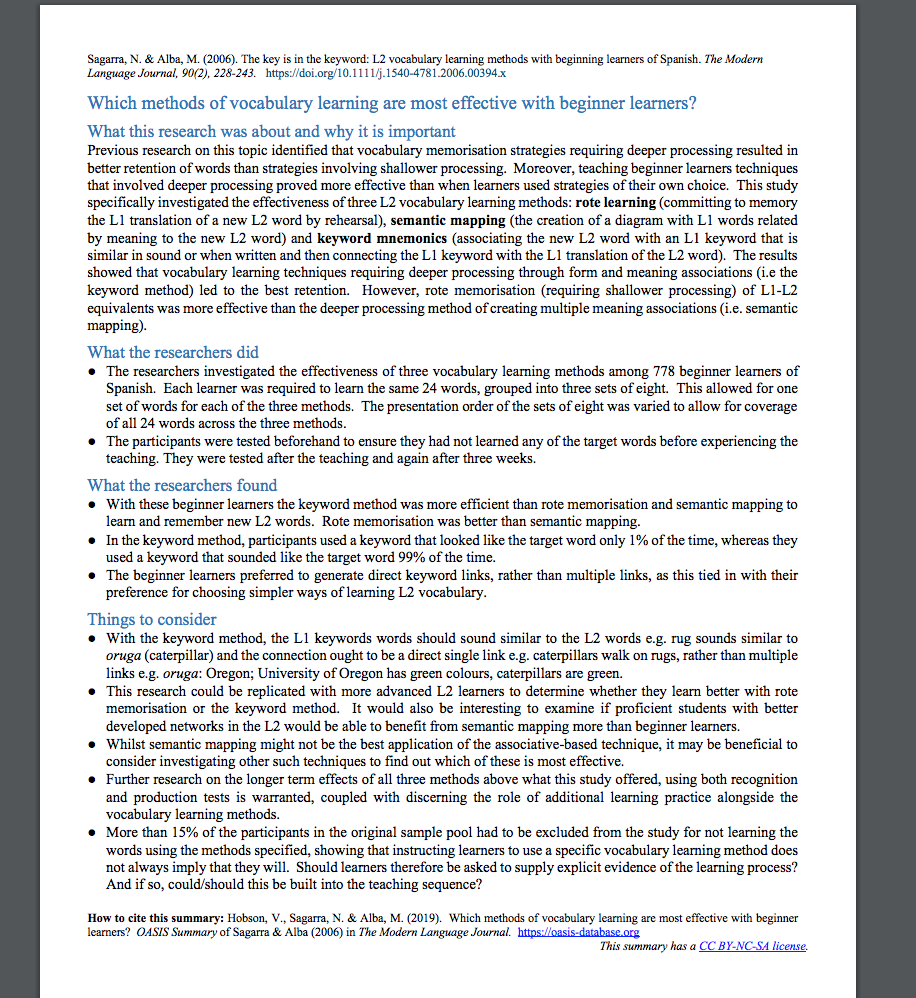 Sagarra, N. & Alba, M. (2006). The key is in the keyword: L2 vocabulary learning methods with beginning learners of Spanish. The Modern
Language Journal, 90(2), 228-243. https://doi.org/10.1111/j.1540-4781.2006.00394.x
Which methods of vocabulary learning are most effective with beginner learners?
What this research was about and why it is important
Previous research on this topic identified that vocabulary memorisation strategies requiring deeper processing resulted in
better retention of words than strategies involving shallower processing. Moreover, teaching beginner learners techniques
that involved deeper processing proved more effective than when learners used strategies of their own choice. This study
specifically investigated the effectiveness of three L2 vocabulary learning methods: rote learning (committing to memory
the L1 translation of a new L2 word by rehearsal), semantic mapping (the creation of a diagram with L1 words related
by meaning to the new L2 word) and keyword mnemonics (associating the new L2 word with an L1 keyword that is
similar in sound or when written and then connecting the L1 keyword with the L1 translation of the L2 word). The results
showed that vocabulary learning techniques requiring deeper processing through form and meaning associations (i.e the
keyword method) led to the best retention. However, rote memorisation (requiring shallower processing) of L1-L2
equivalents was more effective than the deeper processing method of creating multiple meaning associations (i.e. semantic
mapping).
What the researchers did
● The researchers investigated the effectiveness of three vocabulary learning methods among 778 beginner learners of
Spanish. Each learner was required to learn the same 24 words, grouped into three sets of eight. This allowed for one
set of words for each of the three methods. The presentation order of the sets of eight was varied to allow for coverage
of all 24 words across the three methods.
● The participants were tested beforehand to ensure they had not learned any of the target words before experiencing the
teaching. They were tested after the teaching and again after three weeks.
What the researchers found
● With these beginner learners the keyword method was more efficient than rote memorisation and semantic mapping to
learn and remember new L2 words. Rote memorisation was better than semantic mapping.
● In the keyword method, participants used a keyword that looked like the target word only 1% of the time, whereas they
used a keyword that sounded like the target word 99% of the time.
● The beginner learners preferred to generate direct keyword links, rather than multiple links, as this tied in with their
preference for choosing simpler ways of learning L2 vocabulary.
Things to consider
● With the keyword method, the L1 keywords words should sound similar to the L2 words e.g. rug sounds similar to
oruga (caterpillar) and the connection ought to be a direct single link e.g. caterpillars walk on rugs, rather than multiple
links e.g. oruga: Oregon; University of Oregon has green colours, caterpillars are green.
● This research could be replicated with more advanced L2 learners to determine whether they learn better with rote
memorisation or the keyword method. It would also be interesting to examine if proficient students with better
developed networks in the L2 would be able to benefit from semantic mapping more than beginner learners.
● Whilst semantic mapping might not be the best application of the associative-based technique, it may be beneficial to
consider investigating other such techniques to find out which of these is most effective.
● Further research on the longer term effects of all three methods above what this study offered, using both recognition
and production tests is warranted, coupled with discerning the role of additional learning practice alongside the
vocabulary learning methods.
● More than 15% of the participants in the original sample pool had to be excluded from the study for not learning the
words using the methods specified, showing that instructing learners to use a specific vocabulary learning method does
not always imply that they will. Should learners therefore be asked to supply explicit evidence of the learning process?
And if so, could/should this be built into the teaching sequence?
How to cite this summary: Hobson, V., Sagarra, N. & Alba, M. (2019). Which methods of vocabulary learning are most effective with beginner
learners? OASIS Summary of Sagarra & Alba (2006) in The Modern Language Journal. https://oasis-database.org
This summary has a CC BY-NC-SA license.